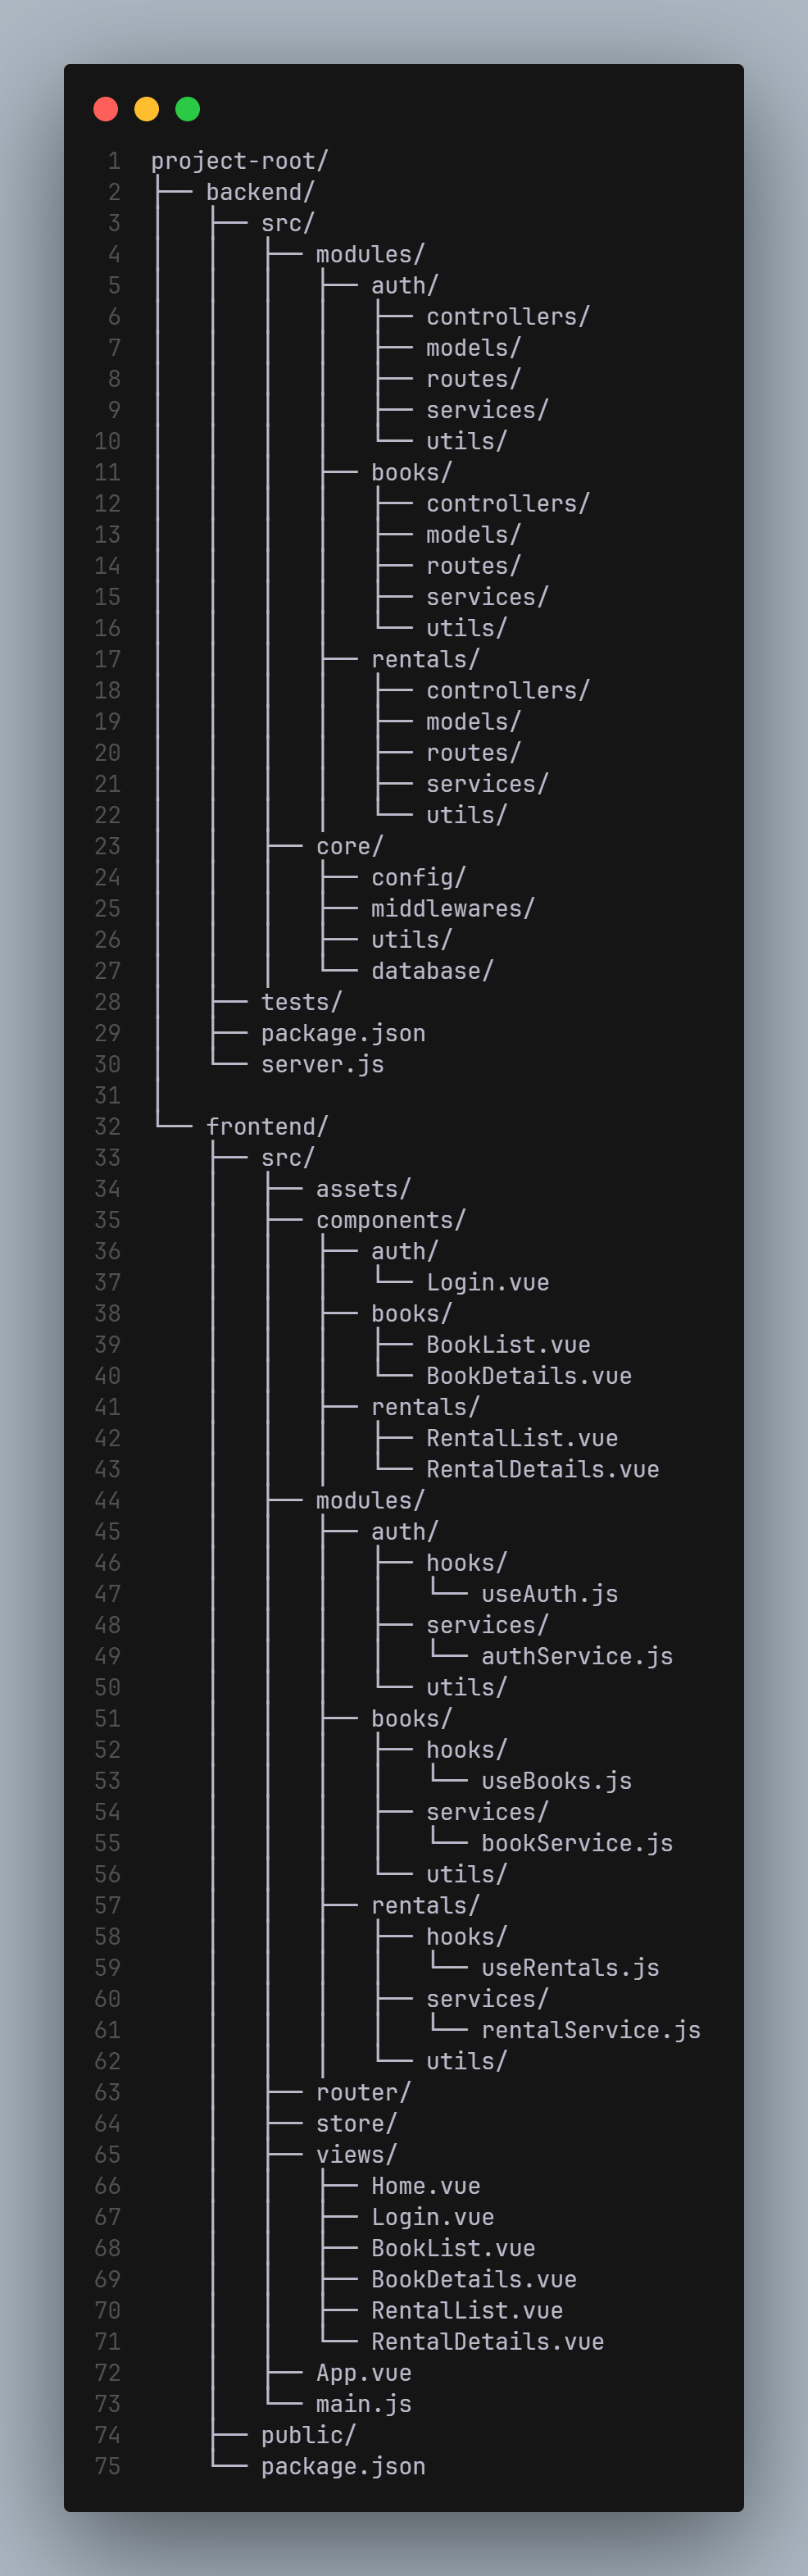 1 project-root/
2 ├── backend/
3 │   ├── src/
4 │   │   ├── modules/
5 │   │   │   ├── auth/
6 │   │   │   │   ├── controllers/
7 │   │   │   │   ├── models/
8 │   │   │   │   ├── routes/
9 │   │   │   │   ├── services/
10 │   │   │   │   └── utils/
11 │   │   │   ├── books/
12 │   │   │   │   ├── controllers/
13 │   │   │   │   ├── models/
14 │   │   │   │   ├── routes/
15 │   │   │   │   ├── services/
16 │   │   │   │   └── utils/
17 │   │   │   ├── rentals/
18 │   │   │   │   ├── controllers/
19 │   │   │   │   ├── models/
20 │   │   │   │   ├── routes/
21 │   │   │   │   ├── services/
22 │   │   │   │   └── utils/
23 │   │   ├── core/
24 │   │   │   ├── config/
25 │   │   │   ├── middlewares/
26 │   │   │   ├── utils/
27 │   │   │   └── database/
28 │   ├── tests/
29 │   ├── package.json
30 │   └── server.js
31 │
32 └── frontend/
33     ├── src/
34     │   ├── assets/
35     │   ├── components/
36     │   │   ├── auth/
37     │   │   │   └── Login.vue
38     │   │   ├── books/
39     │   │   │   ├── BookList.vue
40     │   │   │   └── BookDetails.vue
41     │   │   ├── rentals/
42     │   │   │   ├── RentalList.vue
43     │   │   │   └── RentalDetails.vue
44     │   ├── modules/
45     │   │   ├── auth/
46     │   │   │   ├── hooks/
47     │   │   │   │   └── useAuth.js
48     │   │   │   ├── services/
49     │   │   │   │   └── authService.js
50     │   │   │   └── utils/
51     │   │   ├── books/
52     │   │   │   ├── hooks/
53     │   │   │   │   └── useBooks.js
54     │   │   │   ├── services/
55     │   │   │   │   └── bookService.js
56     │   │   │   └── utils/
57     │   │   ├── rentals/
58     │   │   │   ├── hooks/
59     │   │   │   │   └── useRentals.js
60     │   │   │   ├── services/
61     │   │   │   │   └── rentalService.js
62     │   │   │   └── utils/
63     │   ├── router/
64     │   ├── store/
65     │   ├── views/
66     │   │   ├── Home.vue
67     │   │   ├── Login.vue
68     │   │   ├── BookList.vue
69     │   │   ├── BookDetails.vue
70     │   │   ├── RentalList.vue
71     │   │   └── RentalDetails.vue
72     │   ├── App.vue
73     │   └── main.js
74     ├── public/
75     └── package.json